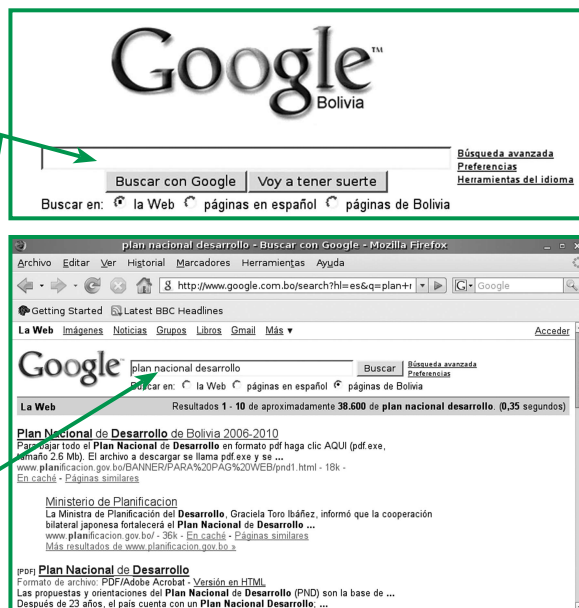 Google™
Bolivia
Búsqueda avanzada
Preferencias
Herramientas del idioma
Buscar con Google Voy a tener suerte
Buscar en: la Web páginas en español páginas de Bolivia
plan nacional desarrollo - Buscar con Google - Mozilla Firefox
Archivo Editar Ver Historial Marcadores Herramientas Ayuda
http://www.google.com.bo/search?hl=es&q=plan+r G Google
Getting Started Latest BBC Headlines
La Web Imágenes Noticias Grupos Libros Gmail Más ▼ Acceder
Google™ plan nacional desarrollo Buscar Búsqueda avanzada
Preferencias
Buscar en: la Web páginas en español páginas de Bolivia
La Web Resultados 1 - 10 de aproximadamente 38.600 de plan nacional desarrollo. (0,35 segundos)
Plan Nacional de Desarrollo de Bolivia 2006-2010
Para bajar todo el Plan Nacional de Desarrollo en formato pdf haga clic AQUI (pdf.exe,
tamaño 2.6 Mb). El archivo a descargar se llama pdf.exe y se ...
www.planificacion.gov.bo/BANNER/PARA%20PAG%20WEB/pnd1.html - 18k -
En caché - Páginas similares
Ministerio de Planificacion
La Ministra de Planificación del Desarrollo, Graciela Toro Ibáñez, informó que la cooperación
bilateral japonesa fortalecerá el Plan Nacional de Desarrollo ...
www.planificacion.gov.bo/ - 36k - En caché - Páginas similares
Más resultados de www.planificacion.gov.bo »
[PDF] Plan Nacional de Desarrollo
Formato de archivo: PDF/Adobe Acrobat - Versión en HTML
Las propuestas y orientaciones del Plan Nacional de Desarrollo (PND) son la base de ...
Después de 23 años, el país cuenta con un Plan Nacional Desarrollo; ...